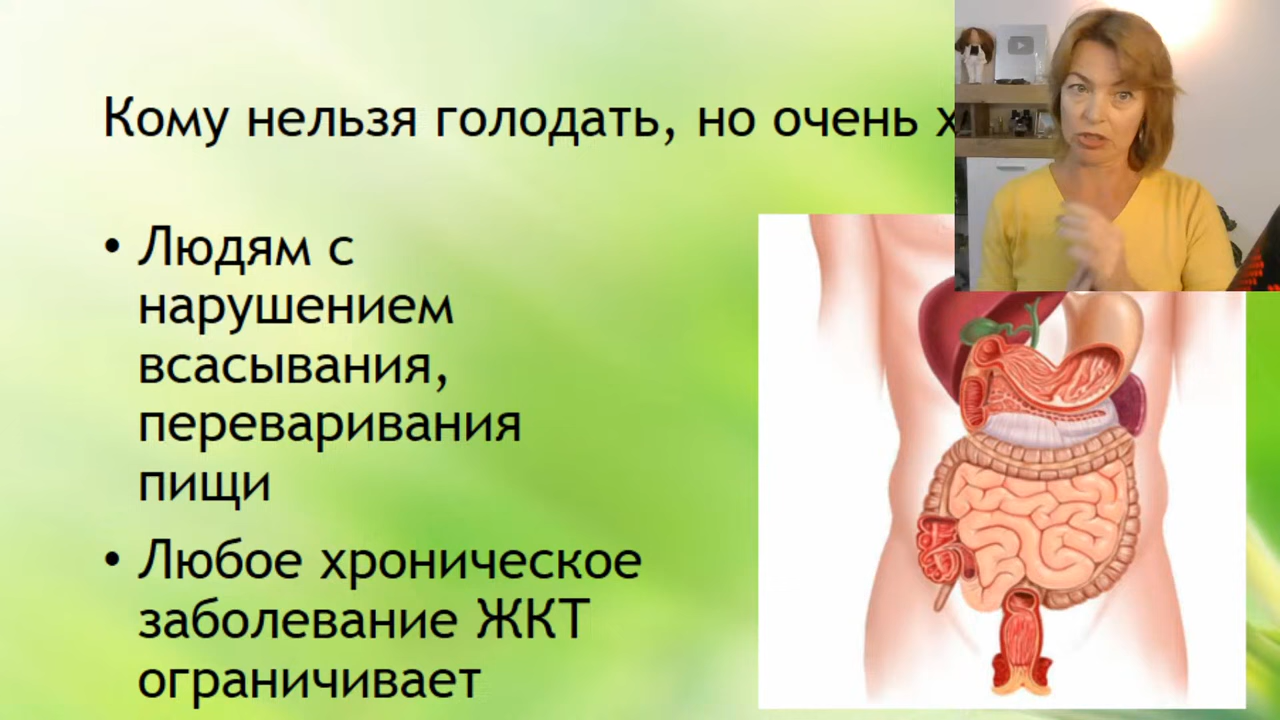 Кому нельзя голодать, но очень
• Людям с
нарушением
всасывания,
переваривания
пищи
• Любое хроническое
заболевание ЖКТ
ограничивает